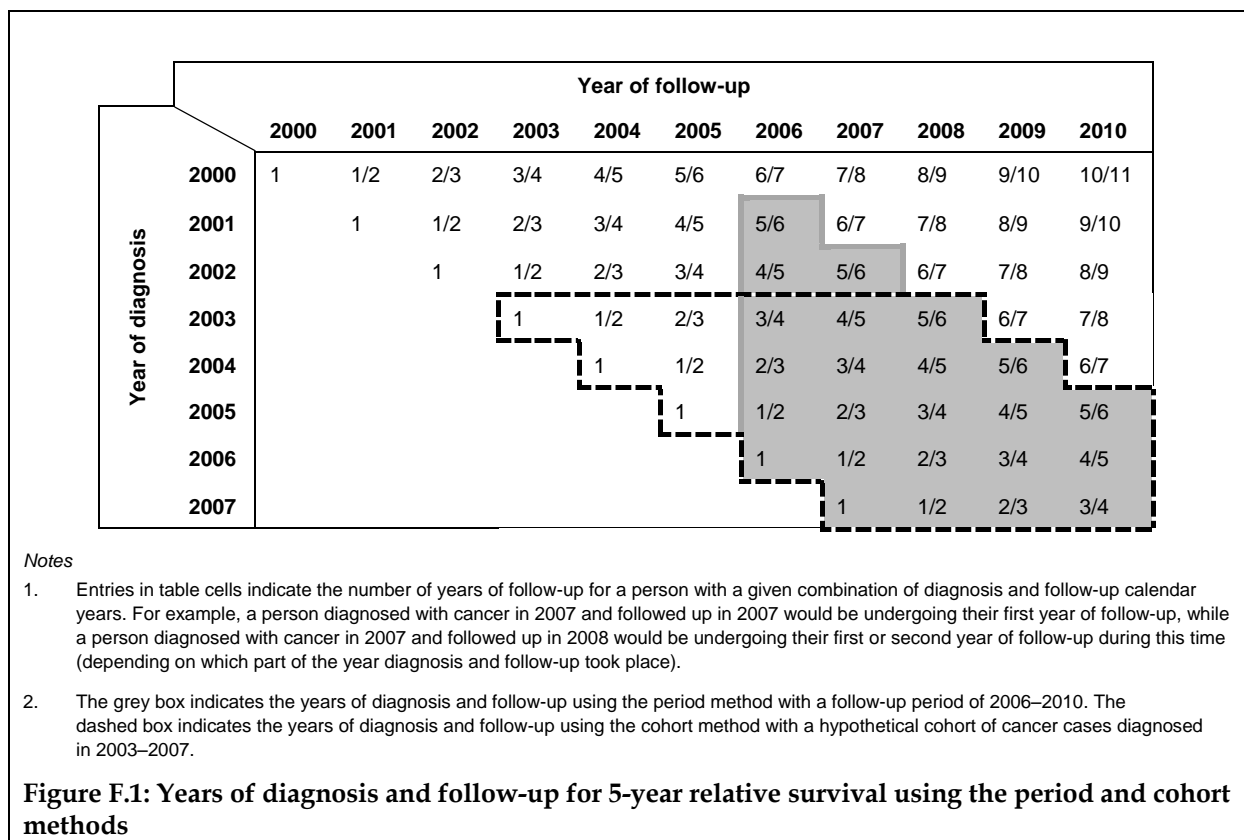 Year of follow-up
2000 2001 2002 2003 2004 2005 2006 2007 2008 2009 2010
Year of diagnosis
2000 1 1/2 2/3 3/4 4/5 5/6 6/7 7/8 8/9 9/10 10/11
2001 1 1/2 2/3 3/4 4/5 5/6 6/7 7/8 8/9 9/10
2002 1 1/2 2/3 3/4 4/5 5/6 6/7 7/8 8/9
2003 1 1/2 2/3 3/4 4/5 5/6 6/7 7/8
2004 1 1/2 2/3 3/4 4/5 5/6 6/7
2005 1 1/2 2/3 3/4 4/5 5/6
2006 1 1/2 2/3 3/4 4/5
2007 1 1/2 2/3 3/4
Notes
1. Entries in table cells indicate the number of years of follow-up for a person with a given combination of diagnosis and follow-up calendar
years. For example, a person diagnosed with cancer in 2007 and followed up in 2007 would be undergoing their first year of follow-up, while
a person diagnosed with cancer in 2007 and followed up in 2008 would be undergoing their first or second year of follow-up during this time
(depending on which part of the year diagnosis and follow-up took place).
2. The grey box indicates the years of diagnosis and follow-up using the period method with a follow-up period of 2006–2010. The
dashed box indicates the years of diagnosis and follow-up using the cohort method with a hypothetical cohort of cancer cases diagnosed
in 2003–2007.
Figure F.1: Years of diagnosis and follow-up for 5-year relative survival using the period and cohort
methods